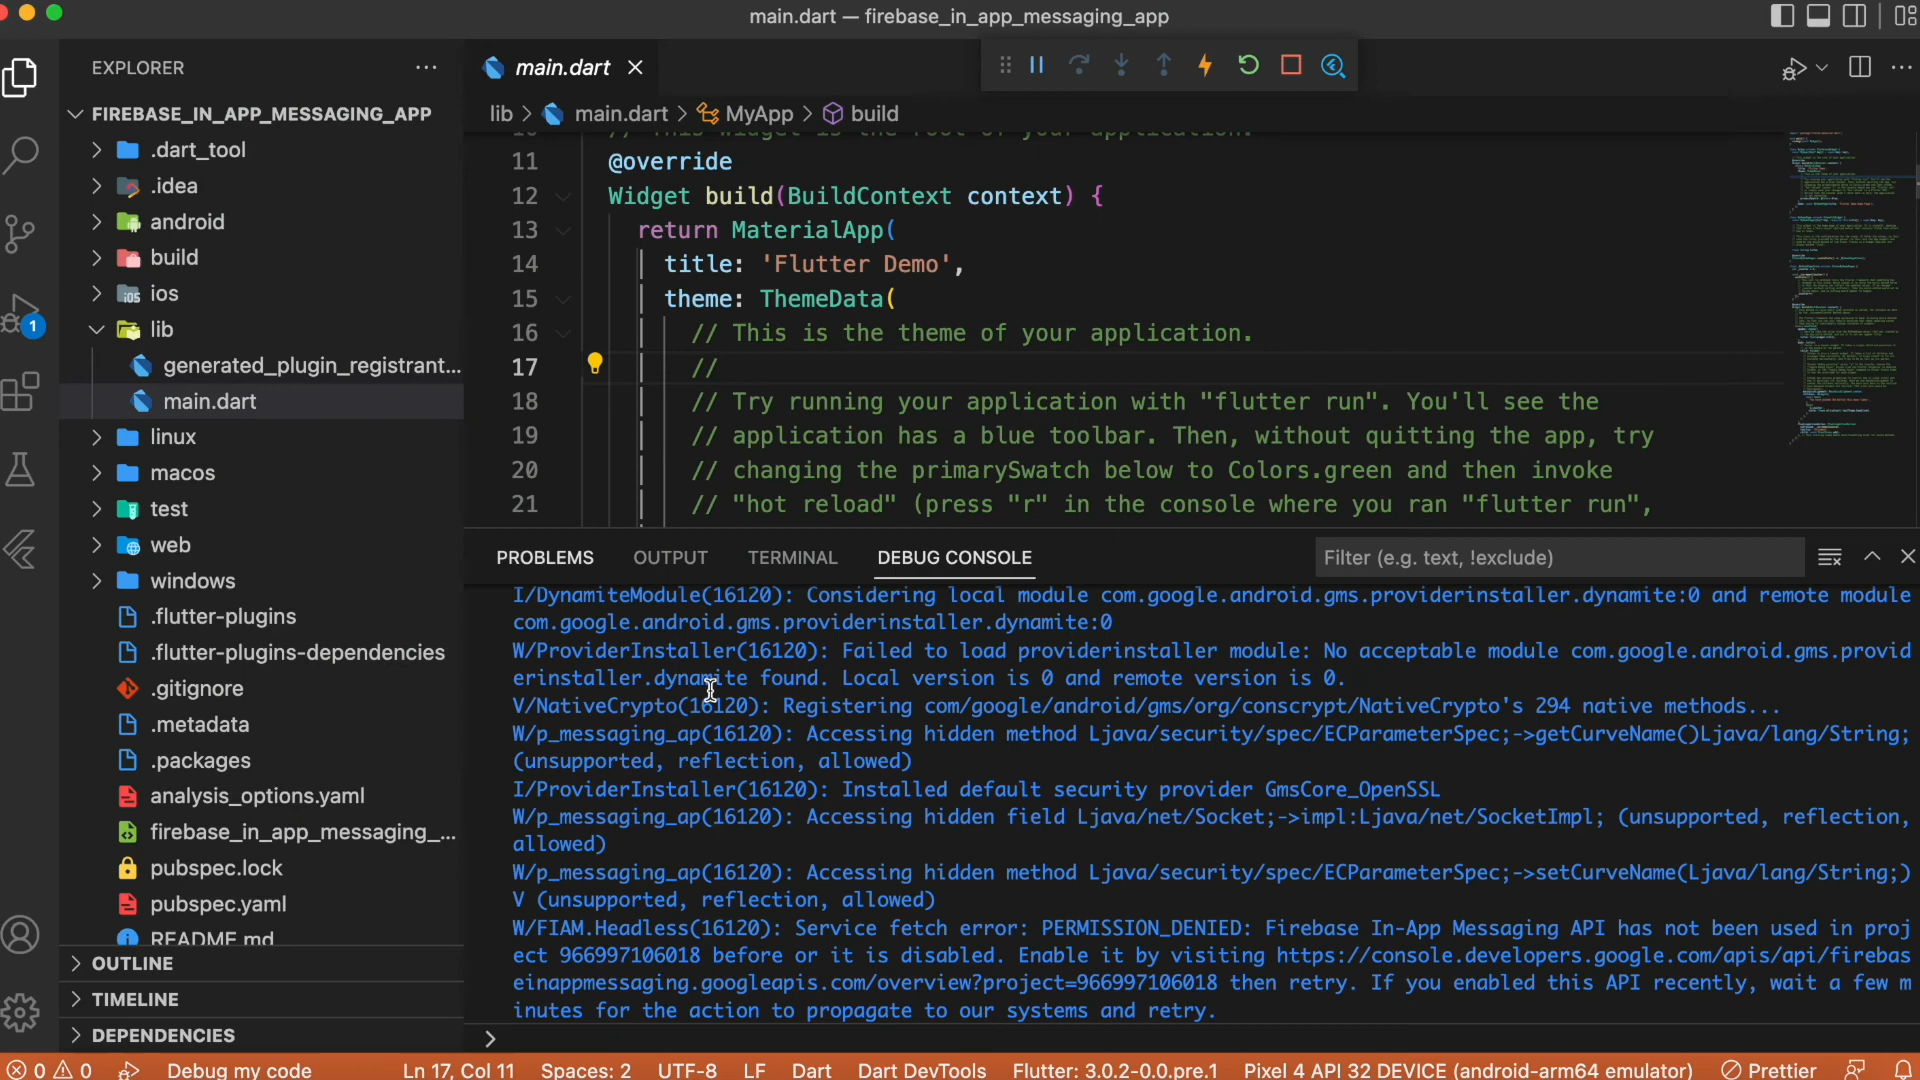 main.dart — firebase_in_app_messaging_app
EXPLORER
main.dart
FIREBASE_IN_APP_MESSAGING_APP
.dart_tool
.idea
android
build
ios
lib
generated_plugin_registrant...
main.dart
linux
macos
test
web
windows
.flutter-plugins
.flutter-plugins-dependencies
.gitignore
.metadata
.packages
analysis_options.yaml
firebase_in_app_messaging_...
pubspec.lock
pubspec.yaml
README.md
OUTLINE
TIMELINE
DEPENDENCIES
1
lib > main.dart > MyApp > build
10 // This widget is the root of your application.
11 @override
12 Widget build(BuildContext context) {
13 return MaterialApp(
14 title: 'Flutter Demo',
15 theme: ThemeData(
16 // This is the theme of your application.
17 //
18 // Try running your application with "flutter run". You'll see the
19 // application has a blue toolbar. Then, without quitting the app, try
20 // changing the primarySwatch below to Colors.green and then invoke
21 // "hot reload" (press "r" in the console where you ran "flutter run",
PROBLEMS OUTPUT TERMINAL DEBUG CONSOLE Filter (e.g. text, !exclude)
I/DynamiteModule(16120): Considering local module com.google.android.gms.providerinstaller.dynamite:0 and remote module
com.google.android.gms.providerinstaller.dynamite:0
W/ProviderInstaller(16120): Failed to load providerinstaller module: No acceptable module com.google.android.gms.provid
erinstaller.dynamite found. Local version is 0 and remote version is 0.
V/NativeCrypto(16120): Registering com/google/android/gms/org/conscrypt/NativeCrypto's 294 native methods...
W/p_messaging_ap(16120): Accessing hidden method Ljava/security/spec/ECParameterSpec;->getCurveName()Ljava/lang/String;
(unsupported, reflection, allowed)
I/ProviderInstaller(16120): Installed default security provider GmsCore_OpenSSL
W/p_messaging_ap(16120): Accessing hidden field Ljava/net/Socket;->impl:Ljava/net/SocketImpl; (unsupported, reflection,
allowed)
W/p_messaging_ap(16120): Accessing hidden method Ljava/security/spec/ECParameterSpec;->setCurveName(Ljava/lang/String;)
V (unsupported, reflection, allowed)
W/FIAM.Headless(16120): Service fetch error: PERMISSION_DENIED: Firebase In-App Messaging API has not been used in proj
ect 966997106018 before or it is disabled. Enable it by visiting https://console.developers.google.com/apis/api/firebas
einappmessaging.googleapis.com/overview?project=966997106018 then retry. If you enabled this API recently, wait a few m
inutes for the action to propagate to our systems and retry.
>
0 0 Debug my code Ln 17, Col 11 Spaces: 2 UTF-8 LF Dart Dart DevTools Flutter: 3.0.2-0.0.pre.1 Pixel 4 API 32 DEVICE (android-arm64 emulator) Prettier